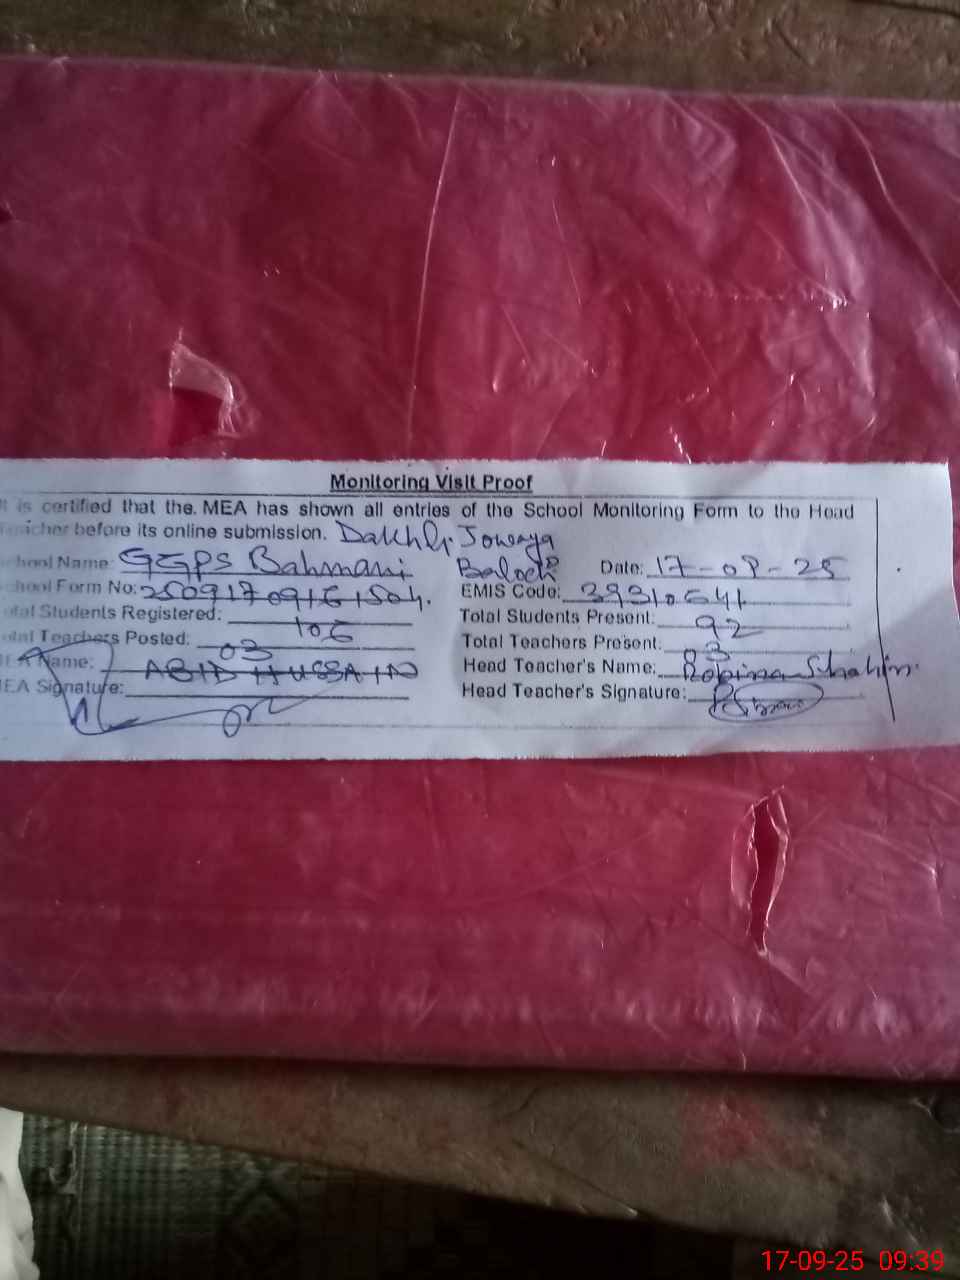 Monitoring Visit Proof
It is certified that the MEA has shown all entries of the School Monitoring Form to the Head
Teacher before its online submission. Dakhli Joweya
School Name: GGPS Bahmani Baloch Date: 17-09-25
School Form No: 25091709161504. EMIS Code: 39310641
Total Students Registered: 106 Total Students Present: 92
Total Teachers Posted: 03 Total Teachers Present: 03
MEA Name: ABID HUSSAIN Head Teacher's Name: Robina Shahin
MEA Signature: Head Teacher's Signature:
17-09-25 09:39